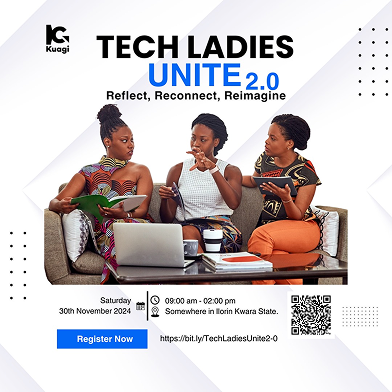 Kuagi
TECH LADIES
UNITE 2.0
Reflect, Reconnect, Reimagine
Saturday
30th November 2024
09:00 am - 02:00 pm
Somewhere in Ilorin Kwara State.
Register Now
https://bit.ly/TechLadiesUnite2-0